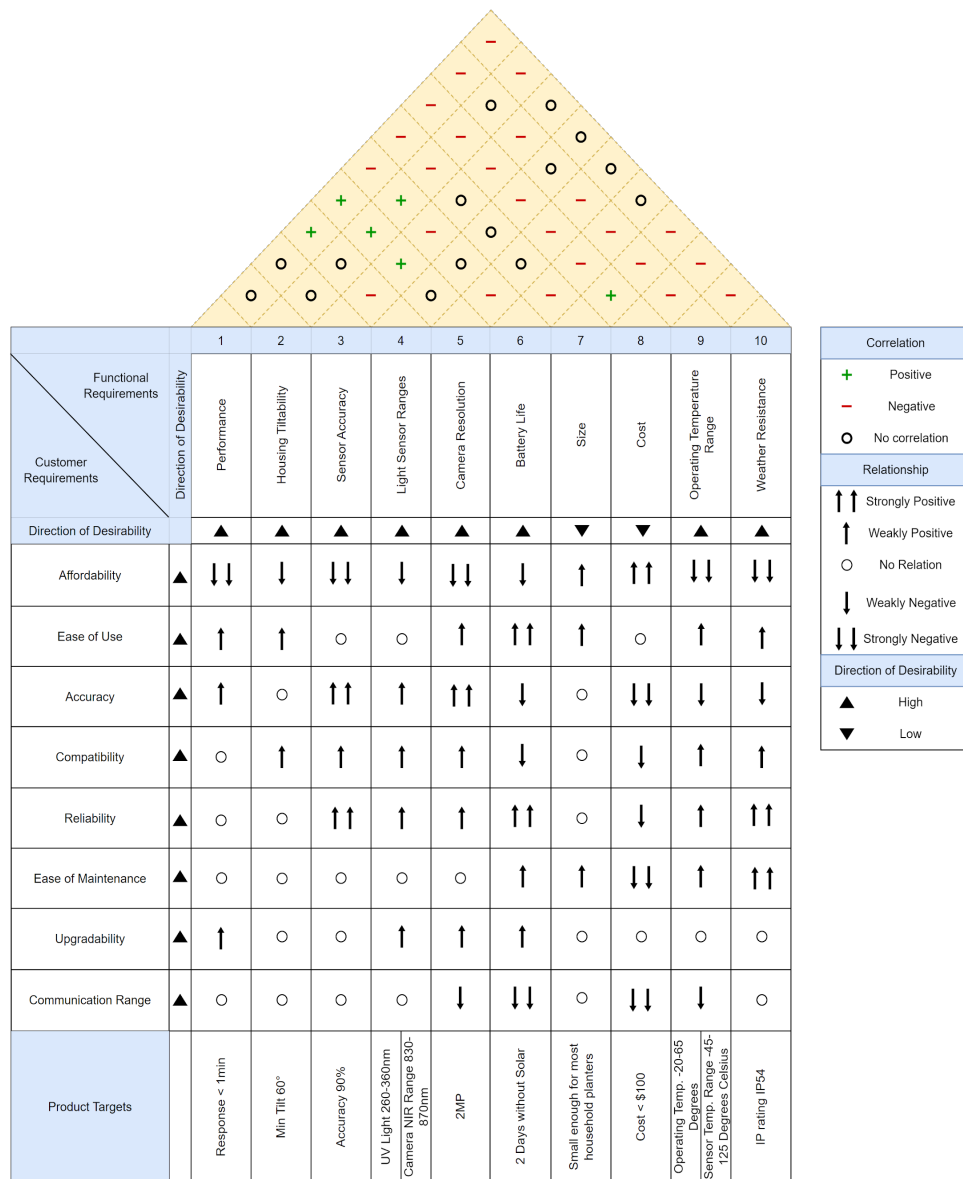 1 2 3 4 5 6 7 8 9 10
Functional
Requirements
Customer
Requirements
Direction of Desirability
Performance
Housing Tiltability
Sensor Accuracy
Light Sensor Ranges
Camera Resolution
Battery Life
Size
Cost
Operating Temperature
Range
Weather Resistance
Direction of Desirability
Affordability
Ease of Use
Accuracy
Compatibility
Reliability
Ease of Maintenance
Upgradability
Communication Range
Product Targets
Response < 1min
Min Tilt 60°
Accuracy 90%
UV Light 260-360nm
Camera NIR Range 830-
870nm
2MP
2 Days without Solar
Small enough for most
household planters
Cost < $100
Operating Temp. -20-65
Degrees
Sensor Temp. Range -45-
125 Degrees Celsius
IP rating IP54
Correlation
Positive
Negative
No correlation
Relationship
Strongly Positive
Weakly Positive
No Relation
Weakly Negative
Strongly Negative
Direction of Desirability
High
Low